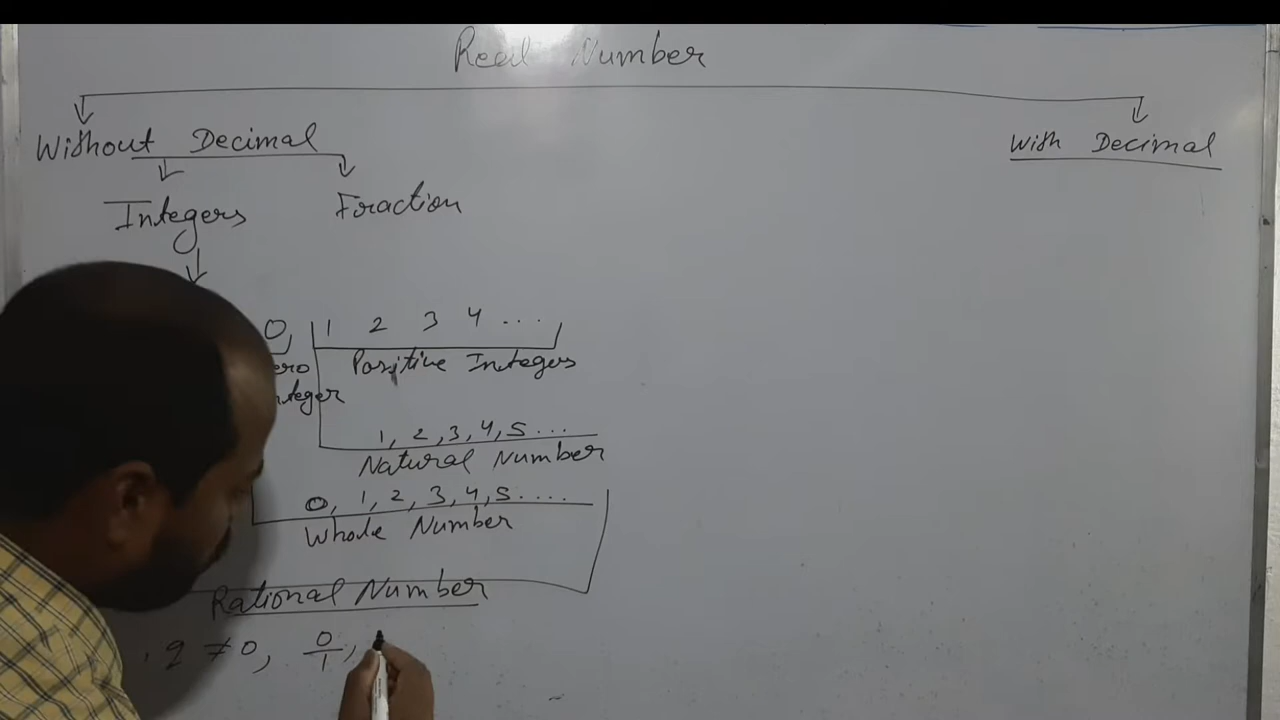 Real Number
Without Decimal
With Decimal
Integers
Fraction
0, 1 2 3 4 ...
Positive Integers
1, 2, 3, 4, 5 ...
Natural Number
0, 1, 2, 3, 4, 5 ....
Whole Number
Rational Number
, q ≠ 0, 0/1,